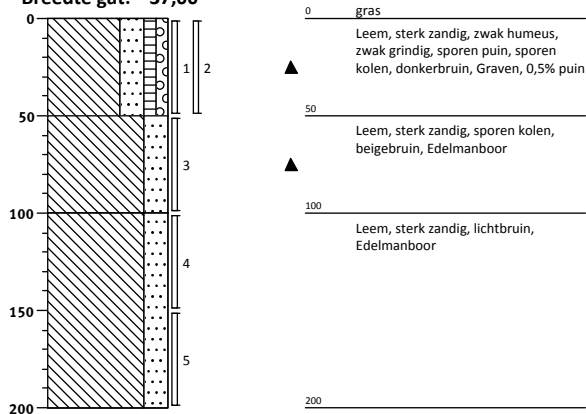 Breedte gat: 37,00
0
50
100
150
200
1
2
3
4
5
0
gras
Leem, sterk zandig, zwak humeus,
zwak grindig, sporen puin, sporen
kolen, donkerbruin, Graven, 0,5% puin
50
Leem, sterk zandig, sporen kolen,
beigebruin, Edelmanboor
100
Leem, sterk zandig, lichtbruin,
Edelmanboor
200